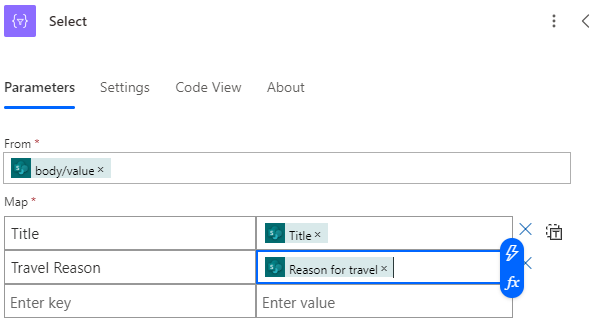 Select
Parameters Settings Code View About
From *
body/value ×
Map *
Title Title ×
Travel Reason Reason for travel ×
Enter key Enter value
fx